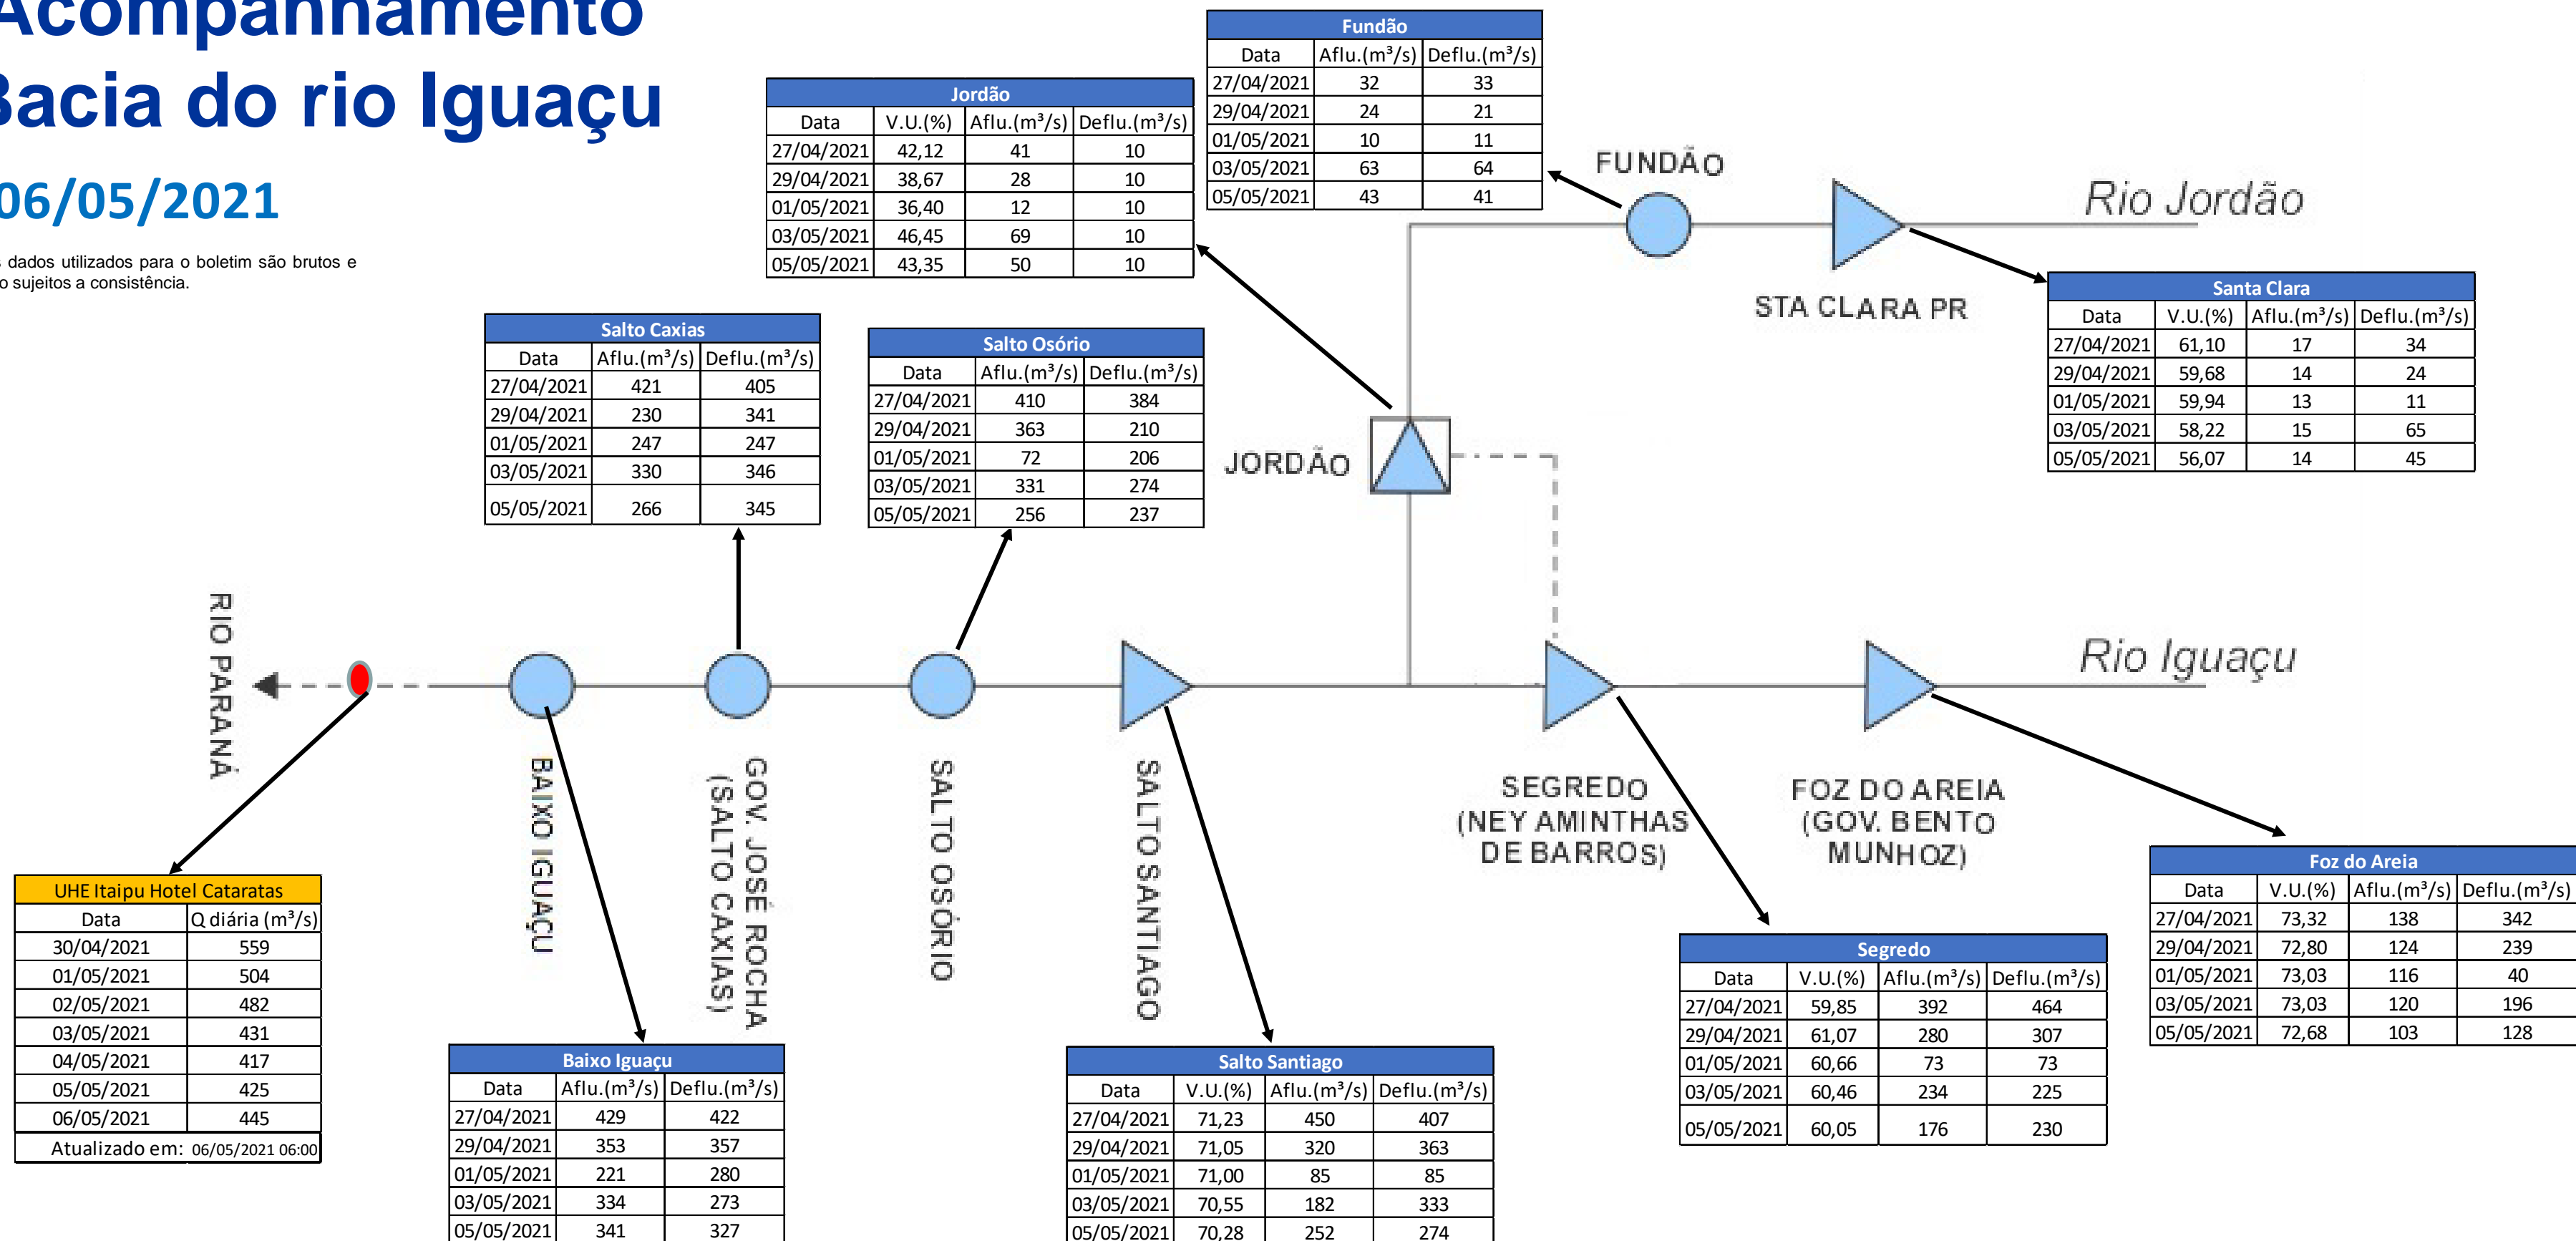 Acompanhamento
Bacia do rio Iguaçu
06/05/2021
dados utilizados para o boletim são brutos e
sujeitos a consistência.
Fundão
Data Aflu.(m³/s) Deflu.(m³/s)
27/04/2021 32 33
29/04/2021 24 21
01/05/2021 10 11
03/05/2021 63 64
05/05/2021 43 41
Jordão
Data V.U.(%) Aflu.(m³/s) Deflu.(m³/s)
27/04/2021 42,12 41 10
29/04/2021 38,67 28 10
01/05/2021 36,40 12 10
03/05/2021 46,45 69 10
05/05/2021 43,35 50 10
FUNDÃO
Rio Jordão
STA CLARA PR
Santa Clara
Data V.U.(%) Aflu.(m³/s) Deflu.(m³/s)
27/04/2021 61,10 17 34
29/04/2021 59,68 14 24
01/05/2021 59,94 13 11
03/05/2021 58,22 15 65
05/05/2021 56,07 14 45
Salto Caxias
Data Aflu.(m³/s) Deflu.(m³/s)
27/04/2021 421 405
29/04/2021 230 341
01/05/2021 247 247
03/05/2021 330 346
05/05/2021 266 345
Salto Osório
Data Aflu.(m³/s) Deflu.(m³/s)
27/04/2021 410 384
29/04/2021 363 210
01/05/2021 72 206
03/05/2021 331 274
05/05/2021 256 237
JORDÃO
RIO PARANÁ
Rio Iguaçu
BAIXO IGUAÇU
GOV. JOSÉ ROCHA
(SALTO CAXIAS)
SALTO OSÓRIO
SALTO SANTIAGO
SEGREDO
(NEY AMINTHAS
DE BARROS)
FOZ DO AREIA
(GOV. BENTO
MUNHOZ)
UHE Itaipu Hotel Cataratas
Data Q diária (m³/s)
30/04/2021 559
01/05/2021 504
02/05/2021 482
03/05/2021 431
04/05/2021 417
05/05/2021 425
06/05/2021 445
Atualizado em: 06/05/2021 06:00
Baixo Iguaçu
Data Aflu.(m³/s) Deflu.(m³/s)
27/04/2021 429 422
29/04/2021 353 357
01/05/2021 221 280
03/05/2021 334 273
05/05/2021 341 327
Salto Santiago
Data V.U.(%) Aflu.(m³/s) Deflu.(m³/s)
27/04/2021 71,23 450 407
29/04/2021 71,05 320 363
01/05/2021 71,00 85 85
03/05/2021 70,55 182 333
05/05/2021 70,28 252 274
Segredo
Data V.U.(%) Aflu.(m³/s) Deflu.(m³/s)
27/04/2021 59,85 392 464
29/04/2021 61,07 280 307
01/05/2021 60,66 73 73
03/05/2021 60,46 234 225
05/05/2021 60,05 176 230
Foz do Areia
Data V.U.(%) Aflu.(m³/s) Deflu.(m³/s)
27/04/2021 73,32 138 342
29/04/2021 72,80 124 239
01/05/2021 73,03 116 40
03/05/2021 73,03 120 196
05/05/2021 72,68 103 128